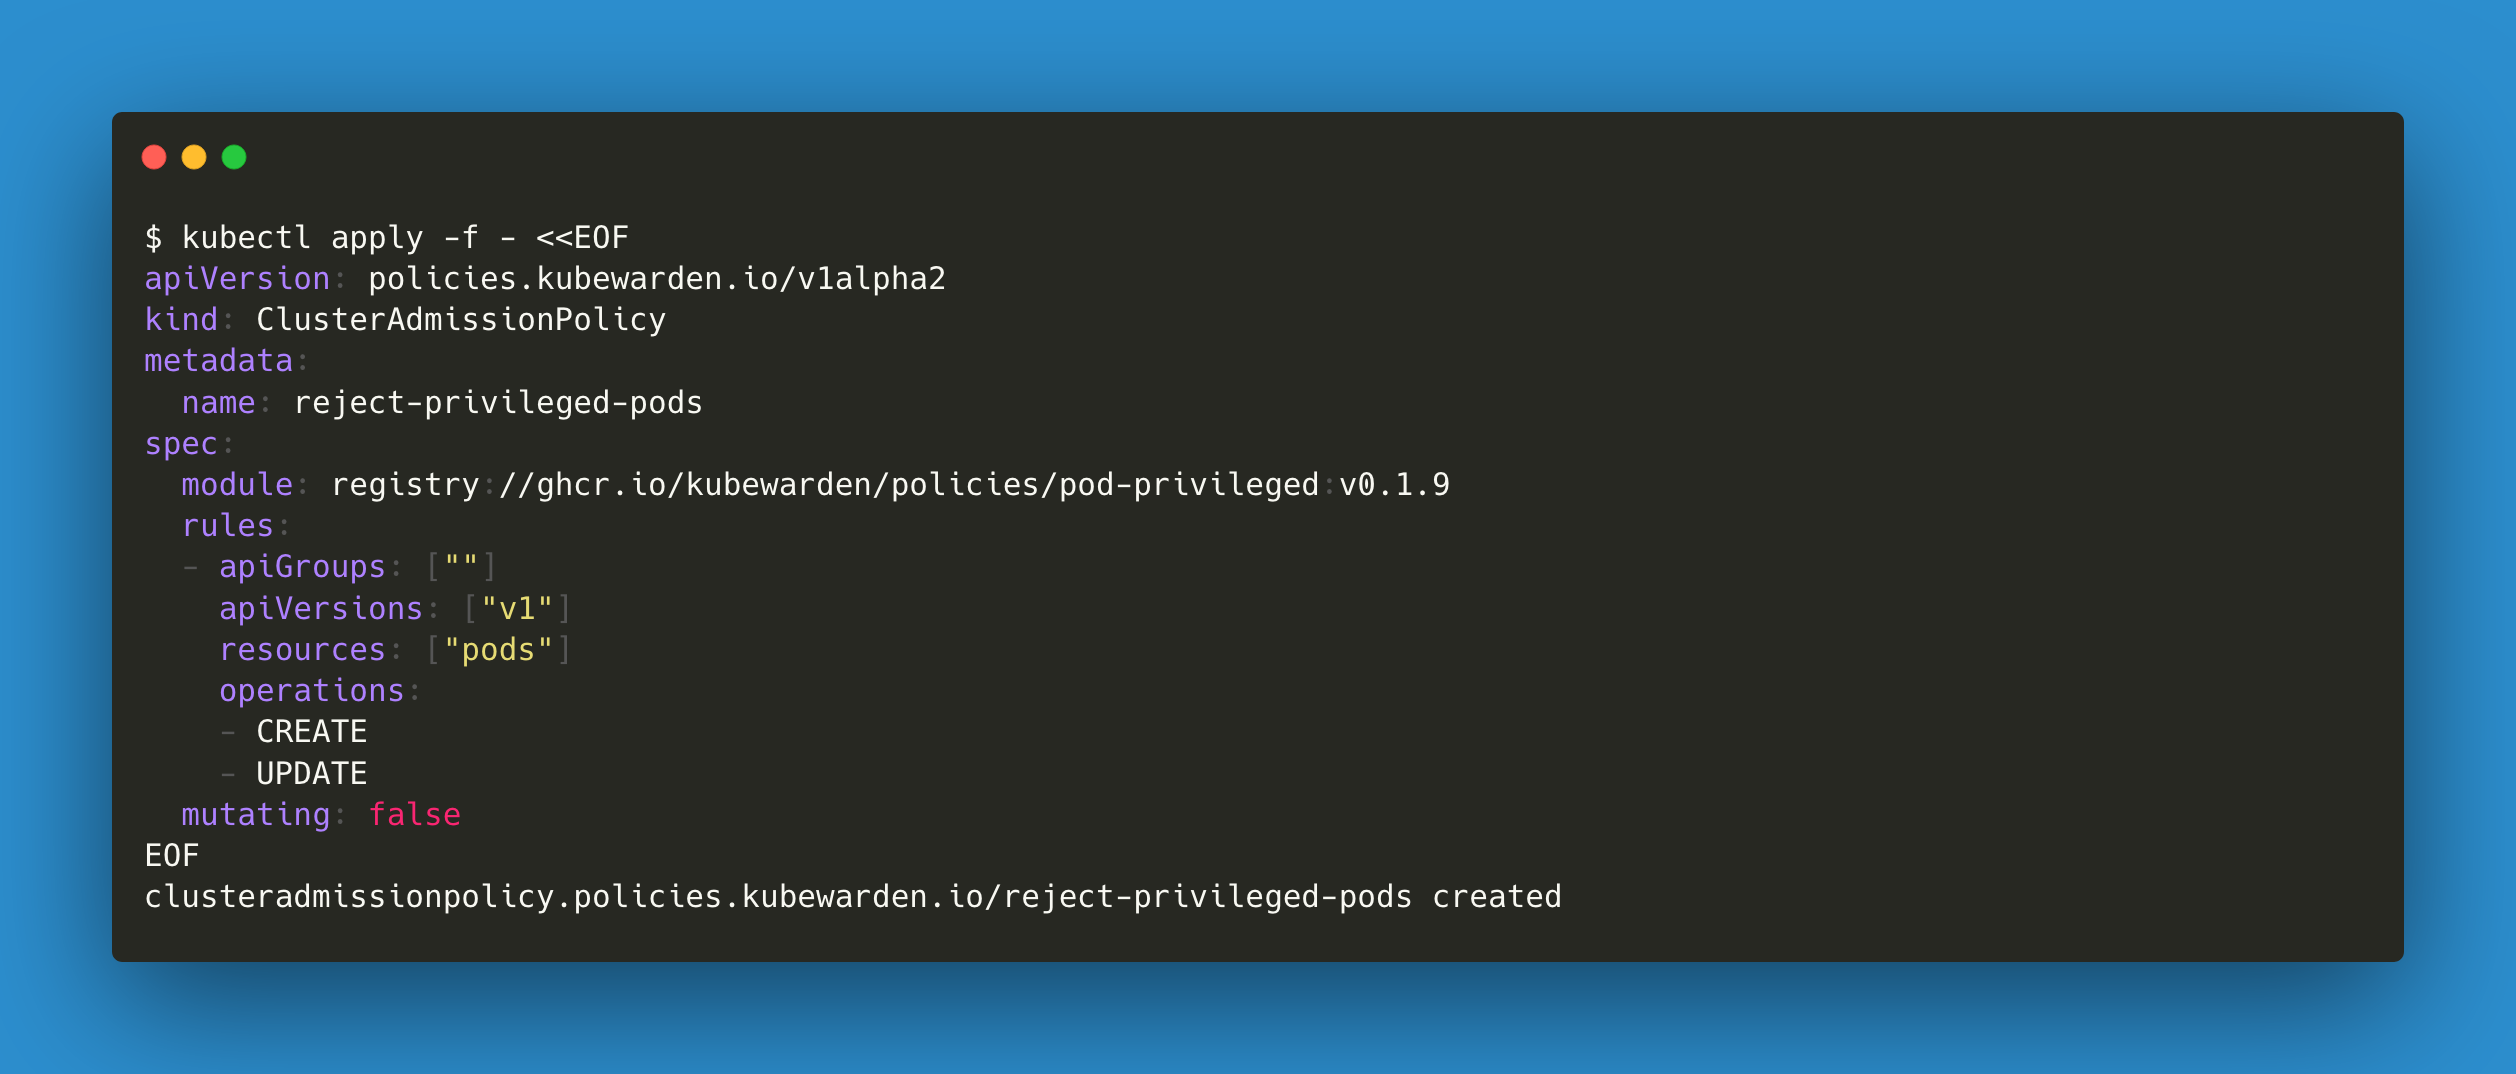 $ kubectl apply -f - <<EOF
apiVersion: policies.kubewarden.io/v1alpha2
kind: ClusterAdmissionPolicy
metadata:
  name: reject-privileged-pods
spec:
  module: registry://ghcr.io/kubewarden/policies/pod-privileged:v0.1.9
  rules:
  - apiGroups: [""]
    apiVersions: ["v1"]
    resources: ["pods"]
    operations:
    - CREATE
    - UPDATE
  mutating: false
EOF
clusteradmissionpolicy.policies.kubewarden.io/reject-privileged-pods created